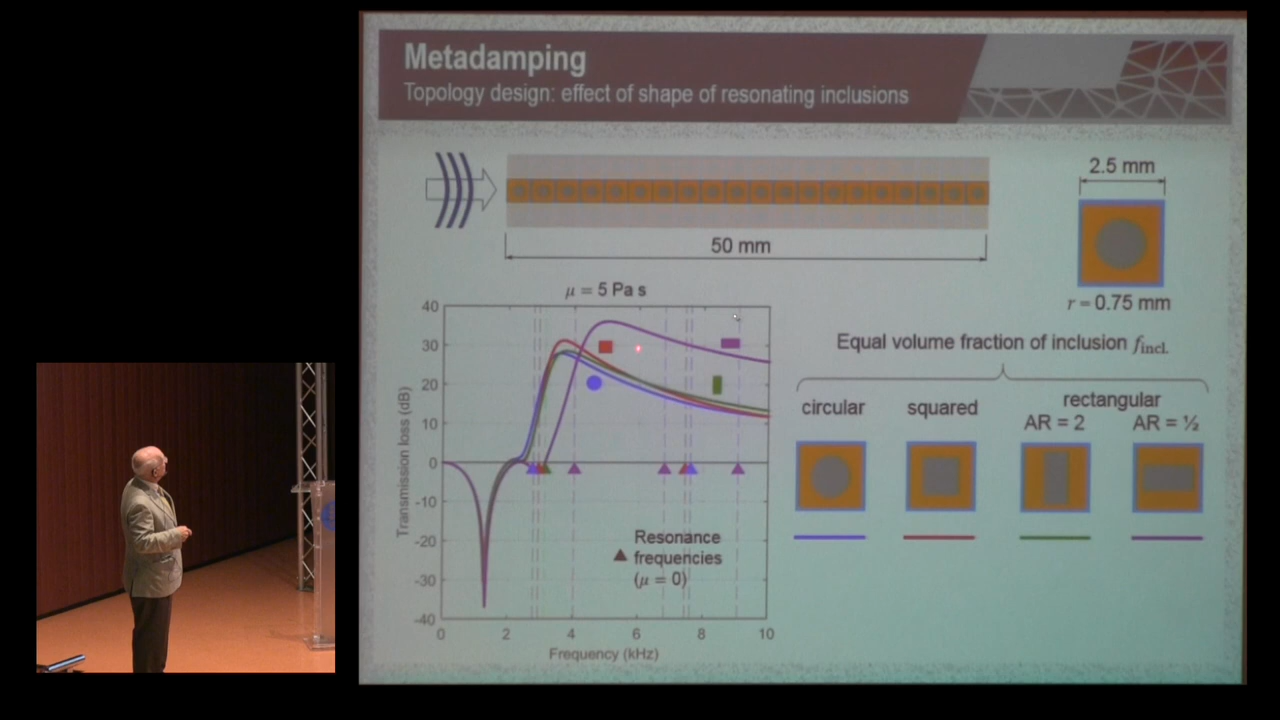 Metadamping
Topology design: effect of shape of resonating inclusions
2.5 mm
50 mm
r = 0.75 mm
μ = 5 Pa s
40
30
20
10
0
-10
-20
-30
-40
Transmission loss (dB)
0 2 4 6 8 10
Frequency (kHz)
Resonance
frequencies
(μ = 0)
Equal volume fraction of inclusion fincl.
circular
squared
rectangular
AR = 2
AR = ½